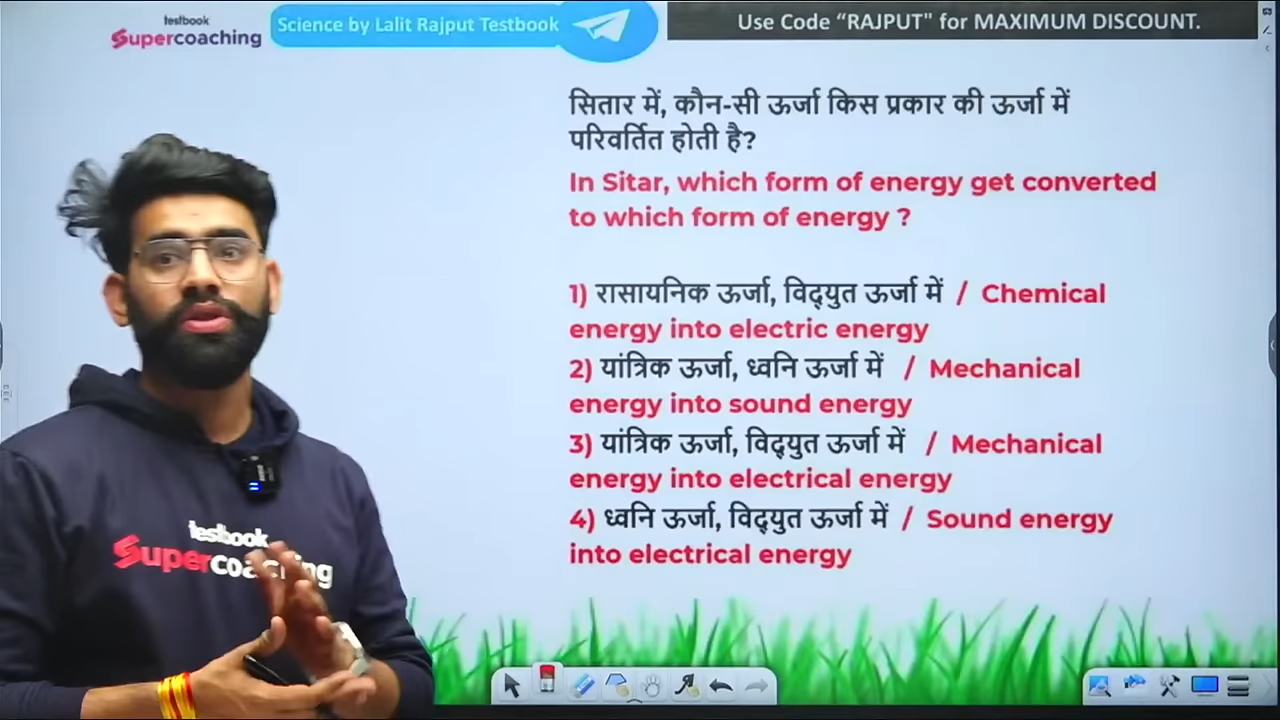 testbook
Supercoaching
Science by Lalit Rajput Testbook
Use Code “RAJPUT" for MAXIMUM DISCOUNT.
सितार में, कौन-सी ऊर्जा किस प्रकार की ऊर्जा में
परिवर्तित होती है?
In Sitar, which form of energy get converted
to which form of energy ?
1) रासायनिक ऊर्जा, विद्युत ऊर्जा में / Chemical
energy into electric energy
2) यांत्रिक ऊर्जा, ध्वनि ऊर्जा में / Mechanical
energy into sound energy
3) यांत्रिक ऊर्जा, विद्युत ऊर्जा में / Mechanical
energy into electrical energy
4) ध्वनि ऊर्जा, विद्युत ऊर्जा में / Sound energy
into electrical energy
testbook
Supercoaching